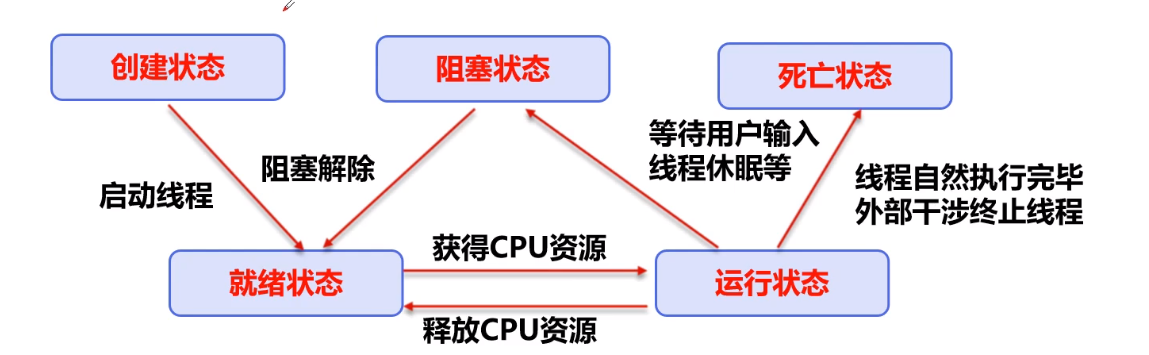 创建状态
阻塞状态
死亡状态
等待用户输入
线程休眠等
阻塞解除
启动线程
线程自然执行完毕
外部干涉终止线程
获得CPU资源
就绪状态
运行状态
释放CPU资源